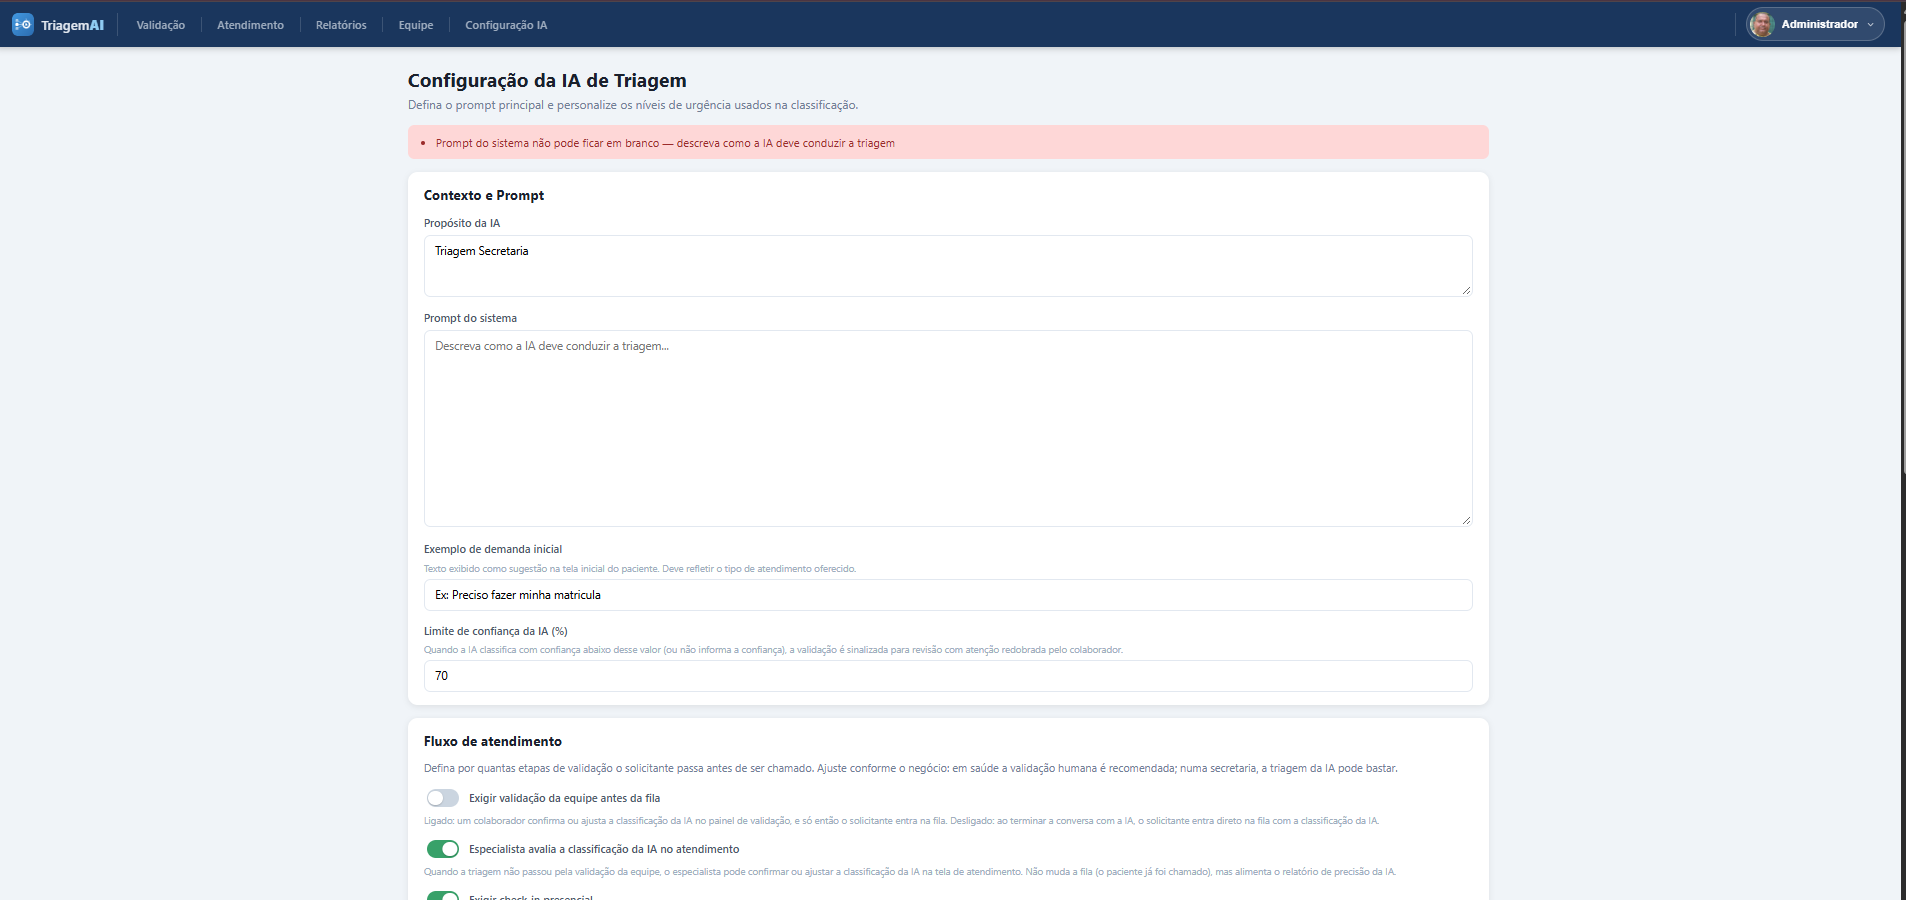 TriagemAI
Validação
Atendimento
Relatórios
Equipe
Configuração IA
Administrador
Configuração da IA de Triagem
Defina o prompt principal e personalize os níveis de urgência usados na classificação.
• Prompt do sistema não pode ficar em branco — descreva como a IA deve conduzir a triagem
Contexto e Prompt
Propósito da IA
Triagem Secretaria
Prompt do sistema
Descreva como a IA deve conduzir a triagem...
Exemplo de demanda inicial
Texto exibido como sugestão na tela inicial do paciente. Deve refletir o tipo de atendimento oferecido.
Ex: Preciso fazer minha matricula
Limite de confiança da IA (%)
Quando a IA classifica com confiança abaixo desse valor (ou não informa a confiança), a validação é sinalizada para revisão com atenção redobrada pelo colaborador.
70
Fluxo de atendimento
Defina por quantas etapas de validação o solicitante passa antes de ser chamado. Ajuste conforme o negócio: em saúde a validação humana é recomendada; numa secretaria, a triagem da IA pode bastar.
Exigir validação da equipe antes da fila
Ligado: um colaborador confirma ou ajusta a classificação da IA no painel de validação, e só então o solicitante entra na fila. Desligado: ao terminar a conversa com a IA, o solicitante entra direto na fila com a classificação da IA.
Especialista avalia a classificação da IA no atendimento
Quando a triagem não passou pela validação da equipe, o especialista pode confirmar ou ajustar a classificação da IA na tela de atendimento. Não muda a fila (o paciente já foi chamado), mas alimenta o relatório de precisão da IA.
Exigir check-in presencial